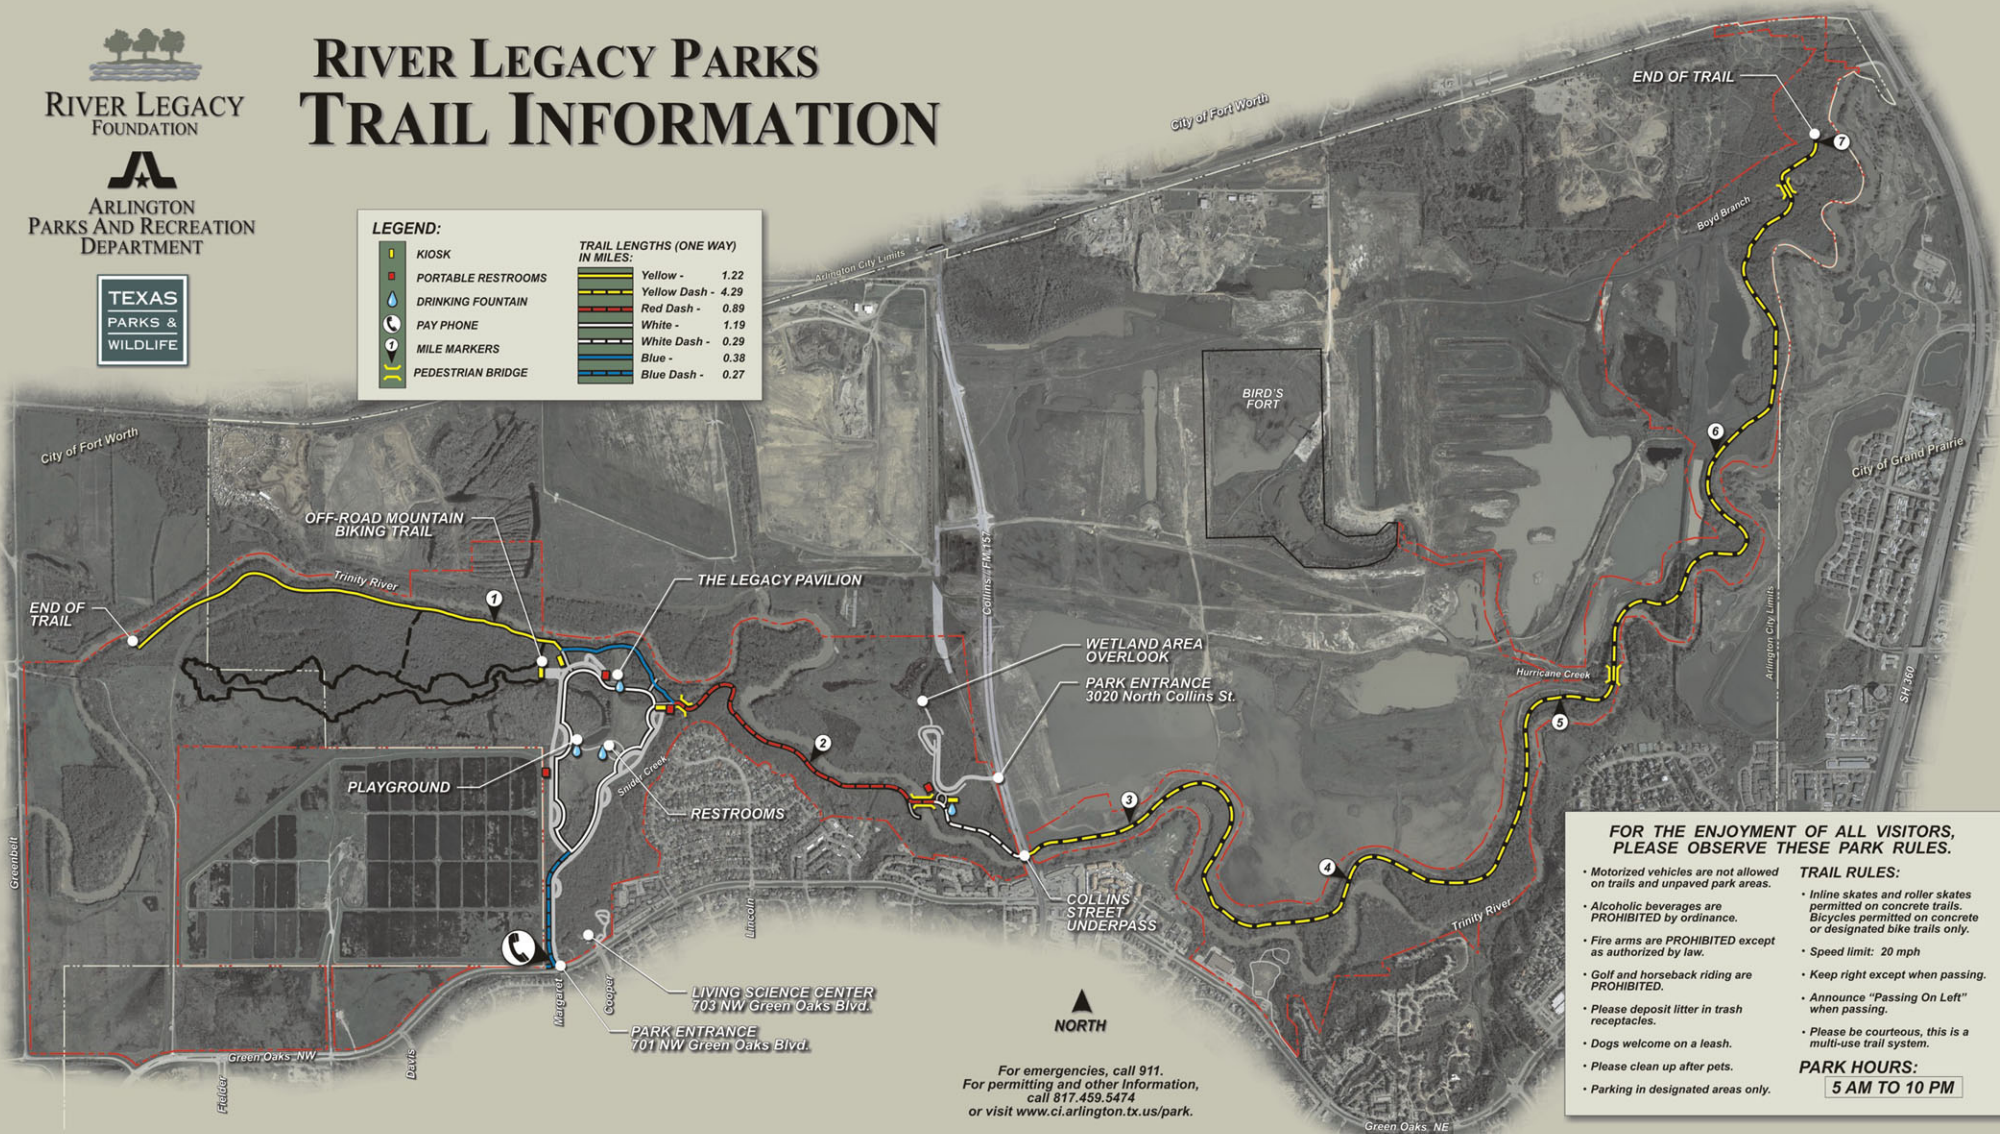 RIVER LEGACY
FOUNDATION
ARLINGTON
PARKS AND RECREATION
DEPARTMENT
TEXAS
PARKS &
WILDLIFE
RIVER LEGACY PARKS
TRAIL INFORMATION
LEGEND:
KIOSK
PORTABLE RESTROOMS
DRINKING FOUNTAIN
PAY PHONE
1
MILE MARKERS
PEDESTRIAN BRIDGE
TRAIL LENGTHS (ONE WAY)
IN MILES:
Yellow - 1.22
Yellow Dash - 4.29
Red Dash - 0.89
White - 1.19
White Dash - 0.29
Blue - 0.38
Blue Dash - 0.27
City of Fort Worth
END OF TRAIL
7
Boyd Branch
Arlington City Limits
BIRD'S
FORT
6
City of Grand Prairie
City of Fort Worth
OFF-ROAD MOUNTAIN
BIKING TRAIL
Trinity River
THE LEGACY PAVILION
Collins / FM 157
1
END OF
TRAIL
WETLAND AREA
OVERLOOK
PARK ENTRANCE
3020 North Collins St.
Hurricane Creek
Arlington City Limits
SH 360
5
2
PLAYGROUND
Snider Creek
RESTROOMS
3
4
Greenbelt
COLLINS
STREET
UNDERPASS
Lincoln
Trinity River
LIVING SCIENCE CENTER
703 NW Green Oaks Blvd.
Margaret
Cooper
PARK ENTRANCE
701 NW Green Oaks Blvd.
Green Oaks, NW
Davis
Fielder
NORTH
For emergencies, call 911.
For permitting and other Information,
call 817.459.5474
or visit www.ci.arlington.tx.us/park.
Green Oaks, NE
FOR THE ENJOYMENT OF ALL VISITORS,
PLEASE OBSERVE THESE PARK RULES.
• Motorized vehicles are not allowed
on trails and unpaved park areas.
• Alcoholic beverages are
PROHIBITED by ordinance.
• Fire arms are PROHIBITED except
as authorized by law.
• Golf and horseback riding are
PROHIBITED.
• Please deposit litter in trash
receptacles.
• Dogs welcome on a leash.
• Please clean up after pets.
• Parking in designated areas only.
TRAIL RULES:
• Inline skates and roller skates
permitted on concrete trails.
Bicycles permitted on concrete
or designated bike trails only.
• Speed limit: 20 mph
• Keep right except when passing.
• Announce “Passing On Left”
when passing.
• Please be courteous, this is a
multi-use trail system.
PARK HOURS:
5 AM TO 10 PM